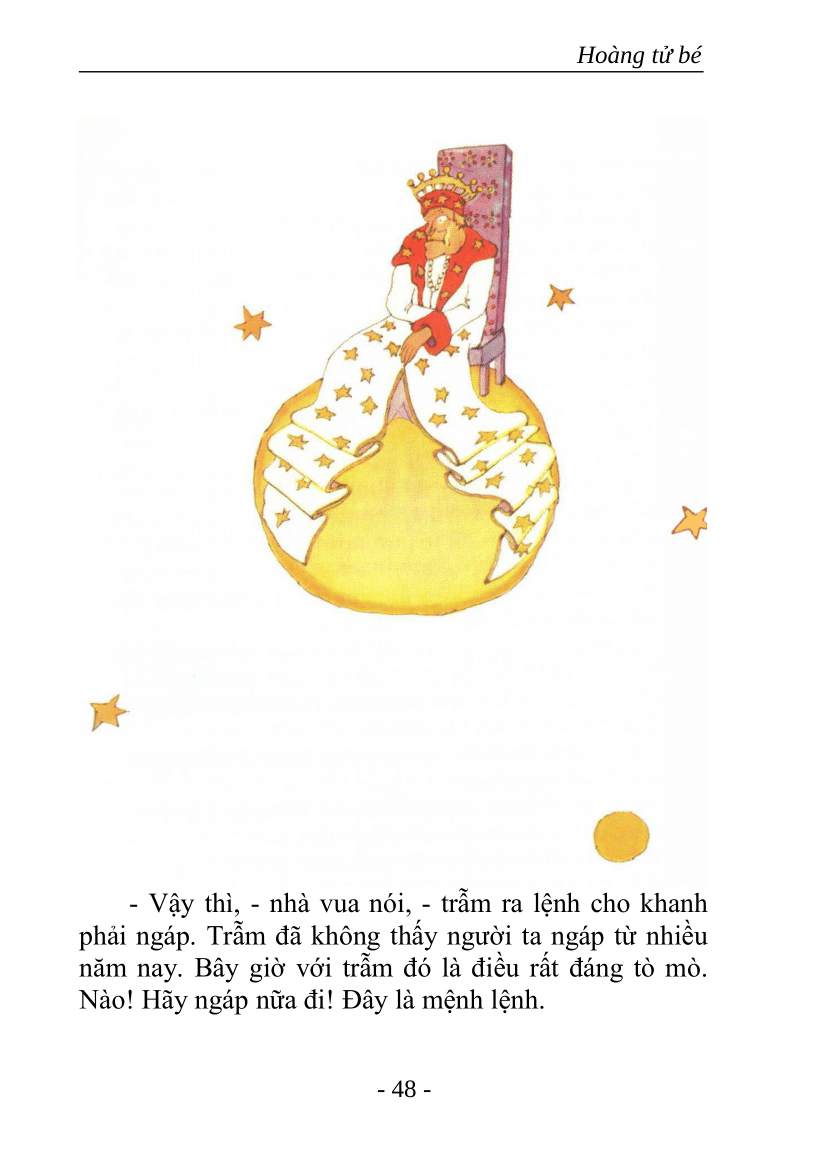 Hoàng tử bé
- Vậy thì, - nhà vua nói, - trẫm ra lệnh cho khanh
phải ngáp. Trẫm đã không thấy người ta ngáp từ nhiều
năm nay. Bây giờ với trẫm đó là điều rất đáng tò mò.
Nào! Hãy ngáp nữa đi! Đây là mệnh lệnh.
- 48 -